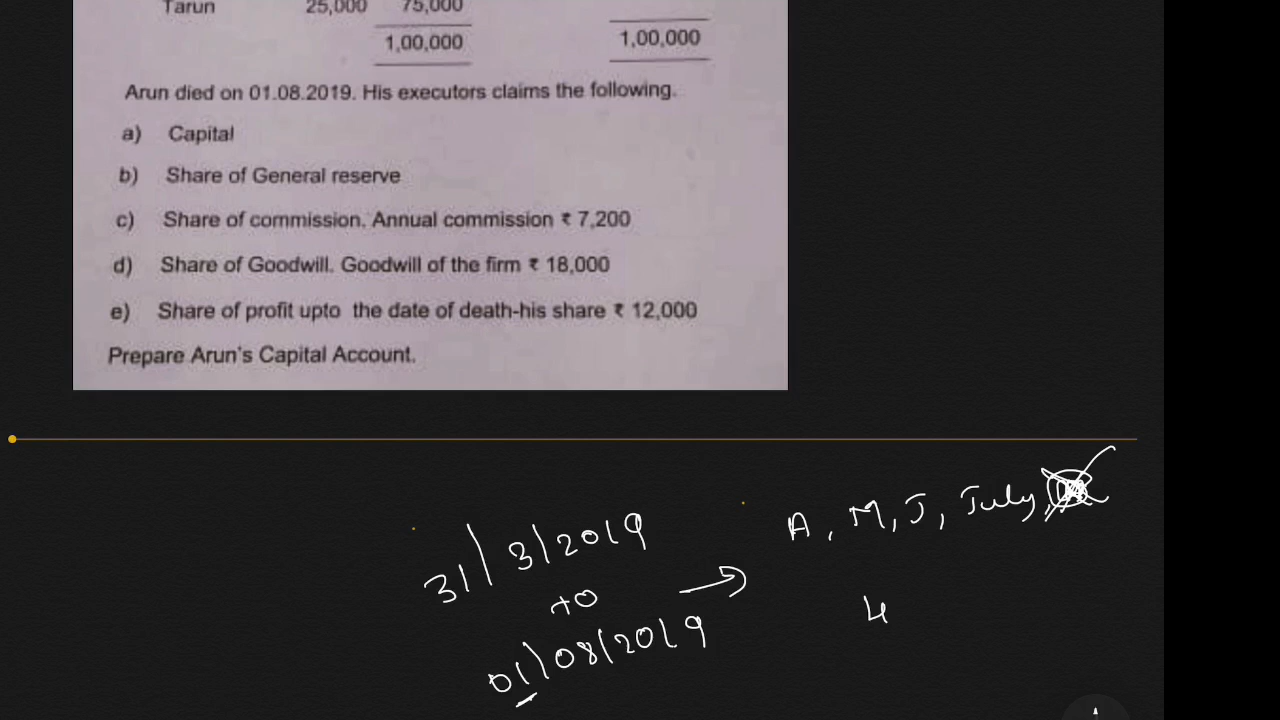 Tarun 25,000 75,000
1,00,000 1,00,000
Arun died on 01.08.2019. His executors claims the following.
a) Capital
b) Share of General reserve
c) Share of commission. Annual commission ₹ 7,200
d) Share of Goodwill. Goodwill of the firm ₹ 18,000
e) Share of profit upto the date of death-his share ₹ 12,000
Prepare Arun's Capital Account.
31/3/2019
to
01/08/2019
→ A, M, J, July,
4